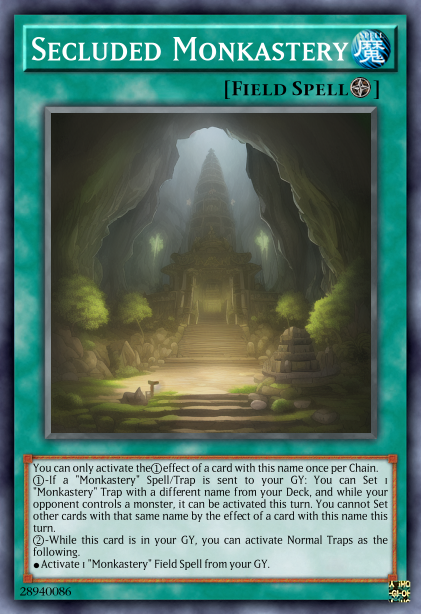 Secluded Monkastery
SPELL
魔
[Field Spell]
You can only activate the①effect of a card with this name once per Chain.
①-If a "Monkastery" Spell/Trap is sent to your GY: You can Set 1
"Monkastery" Trap with a different name from your Deck, and while your
opponent controls a monster, it can be activated this turn. You cannot Set
other cards with that same name by the effect of a card with this name this
turn.
②-While this card is in your GY, you can activate Normal Traps as the
following.
●Activate 1 "Monkastery" Field Spell from your GY.
28940086